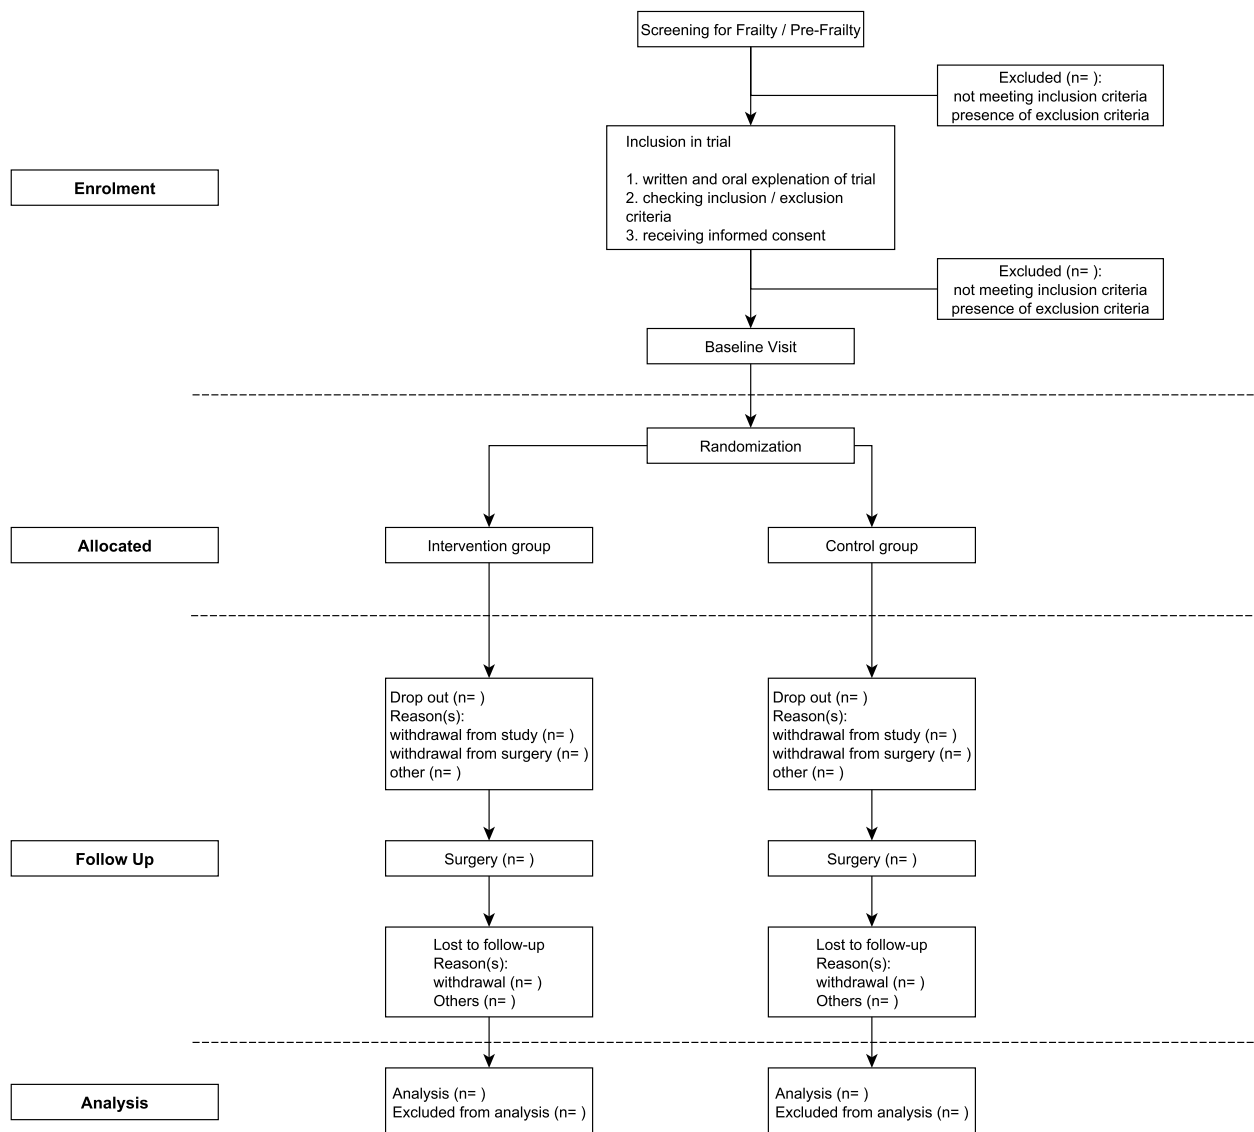 Screening for Frailty / Pre-Frailty
Excluded (n= ):
not meeting inclusion criteria
presence of exclusion criteria
Enrolment
Inclusion in trial
1. written and oral explenation of trial
2. checking inclusion / exclusion
criteria
3. receiving informed consent
Excluded (n= ):
not meeting inclusion criteria
presence of exclusion criteria
Baseline Visit
Randomization
Allocated
Intervention group
Control group
Drop out (n= )
Reason(s):
withdrawal from study (n= )
withdrawal from surgery (n= )
other (n= )
Drop out (n= )
Reason(s):
withdrawal from study (n= )
withdrawal from surgery (n= )
other (n= )
Follow Up
Surgery (n= )
Surgery (n= )
Lost to follow-up
Reason(s):
withdrawal (n= )
Others (n= )
Lost to follow-up
Reason(s):
withdrawal (n= )
Others (n= )
Analysis
Analysis (n= )
Excluded from analysis (n= )
Analysis (n= )
Excluded from analysis (n= )